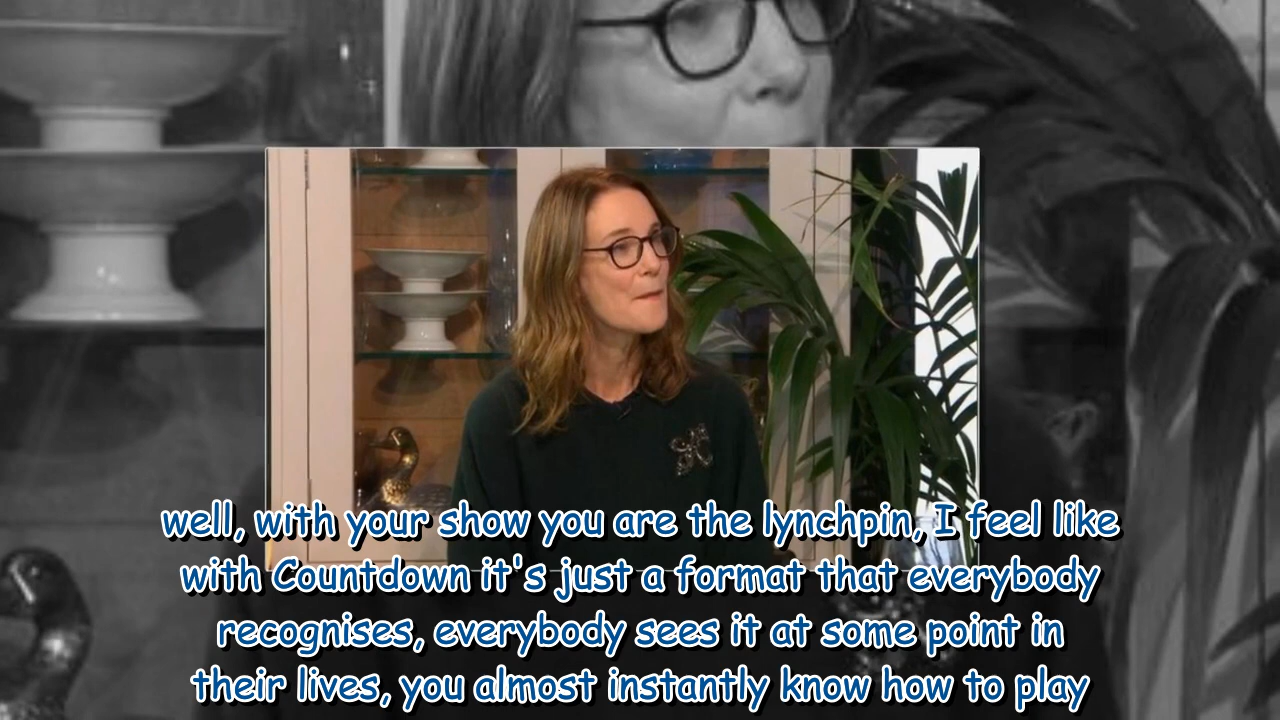 well, with your show you are the lynchpin, I feel like
with Countdown it's just a format that everybody
recognises, everybody sees it at some point in
their lives, you almost instantly know how to play